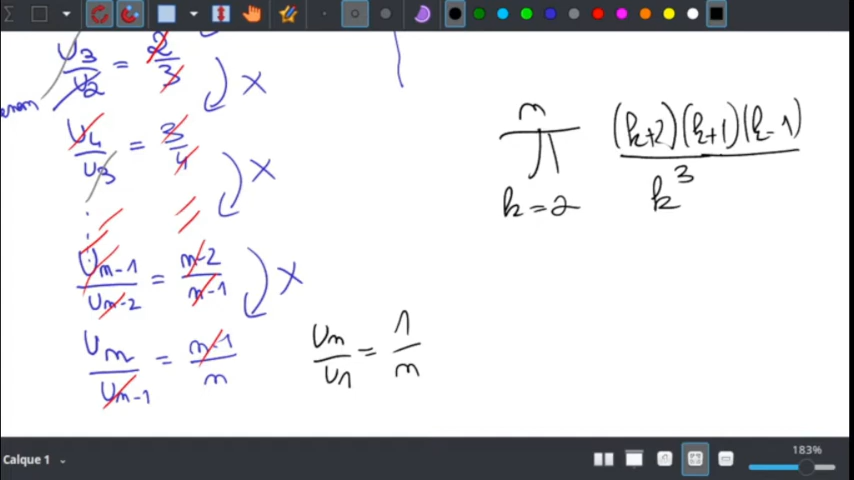 U3/U2 = 2/3
X
enom
U4/U3 = 3/4
X
Un-1/Un-2 = n-2/n-1
X
Un/Un-1 = n-1/n
Un/U1 = 1/n
n
∏ (k+2)(k+1)(k-1)/k³
k=2
183%
Calque 1